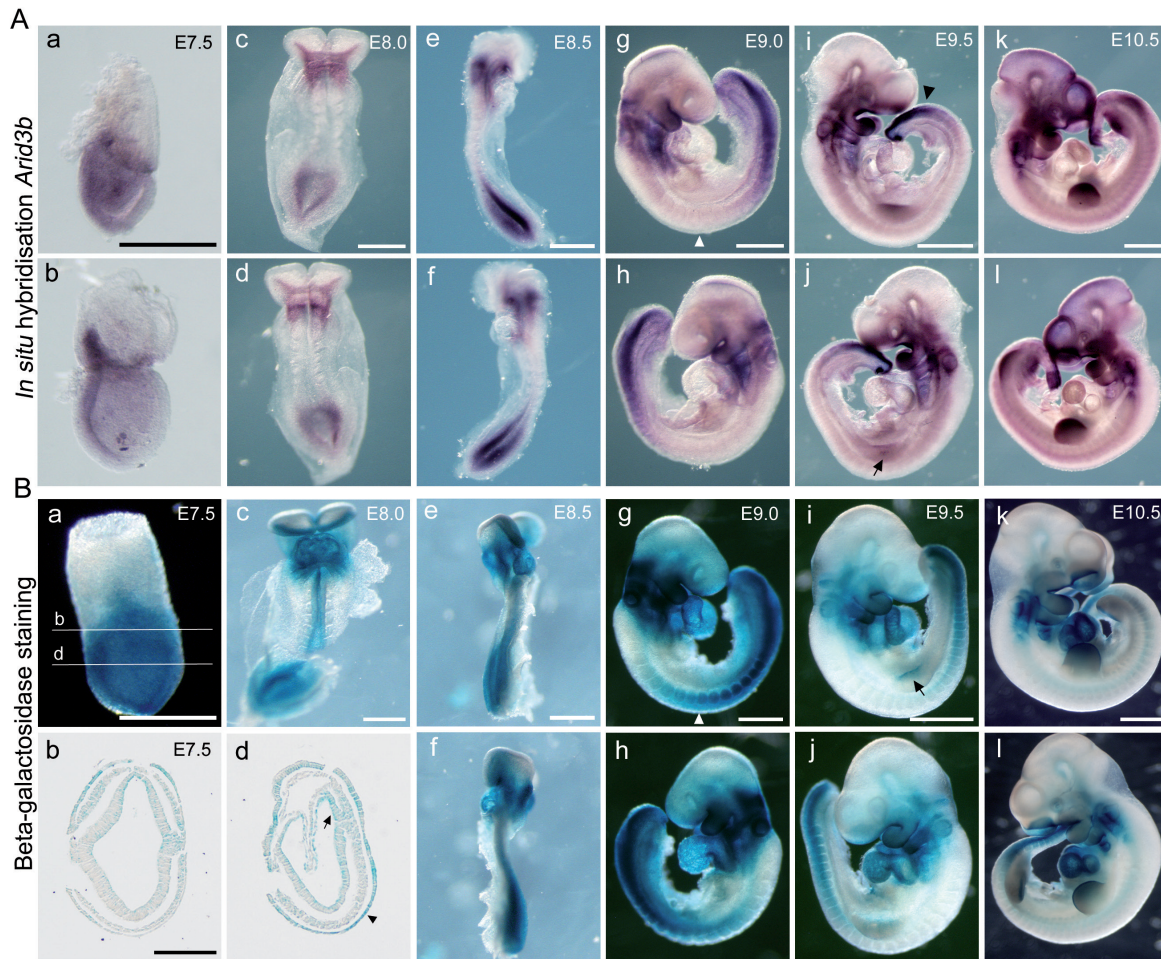 A
In situ hybridisation Arid3b
a
E7.5
c
E8.0
e
E8.5
g
E9.0
i
E9.5
k
E10.5
b
d
f
h
j
l
B
Beta-galactosidase staining
a
E7.5
c
E8.0
e
E8.5
g
E9.0
i
E9.5
k
E10.5
b
d
b
E7.5
d
f
h
j
l